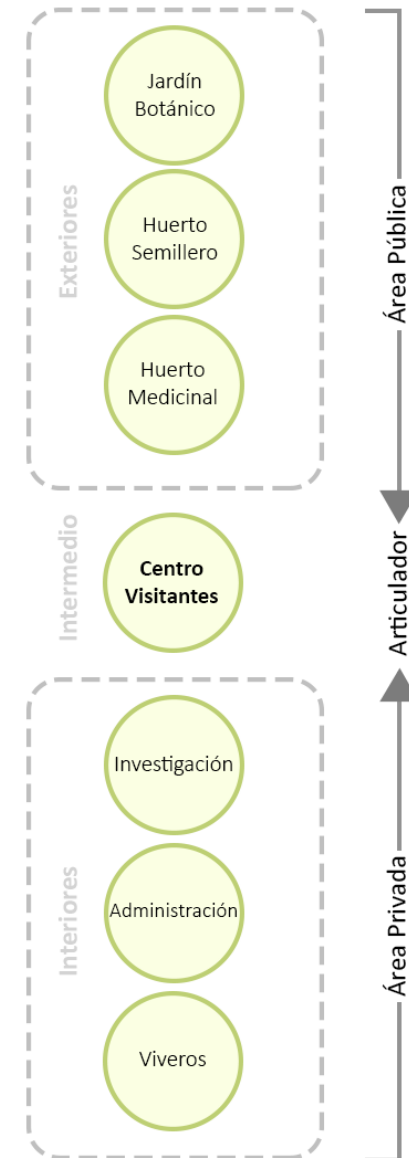 Jardín
Botánico
Huerto
Semillero
Huerto
Medicinal
Exteriores
Área Pública
Centro
Visitantes
Intermedio
Articulador
Investigación
Administración
Viveros
Interiores
Área Privada